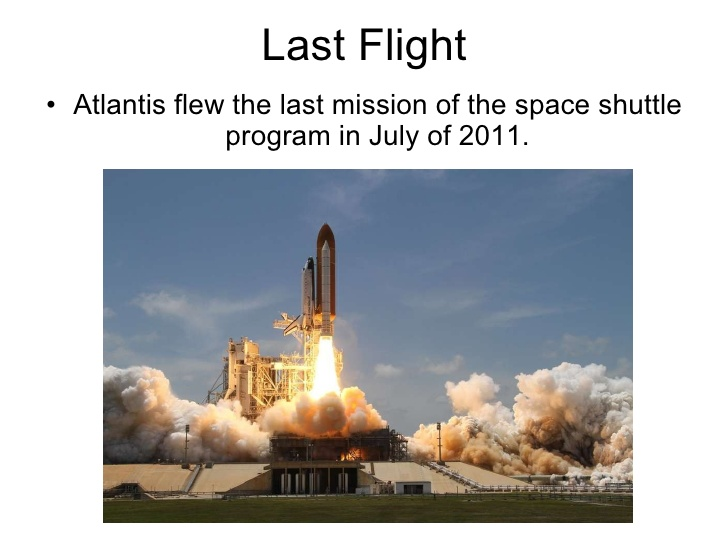 Last Flight
• Atlantis flew the last mission of the space shuttle
program in July of 2011.